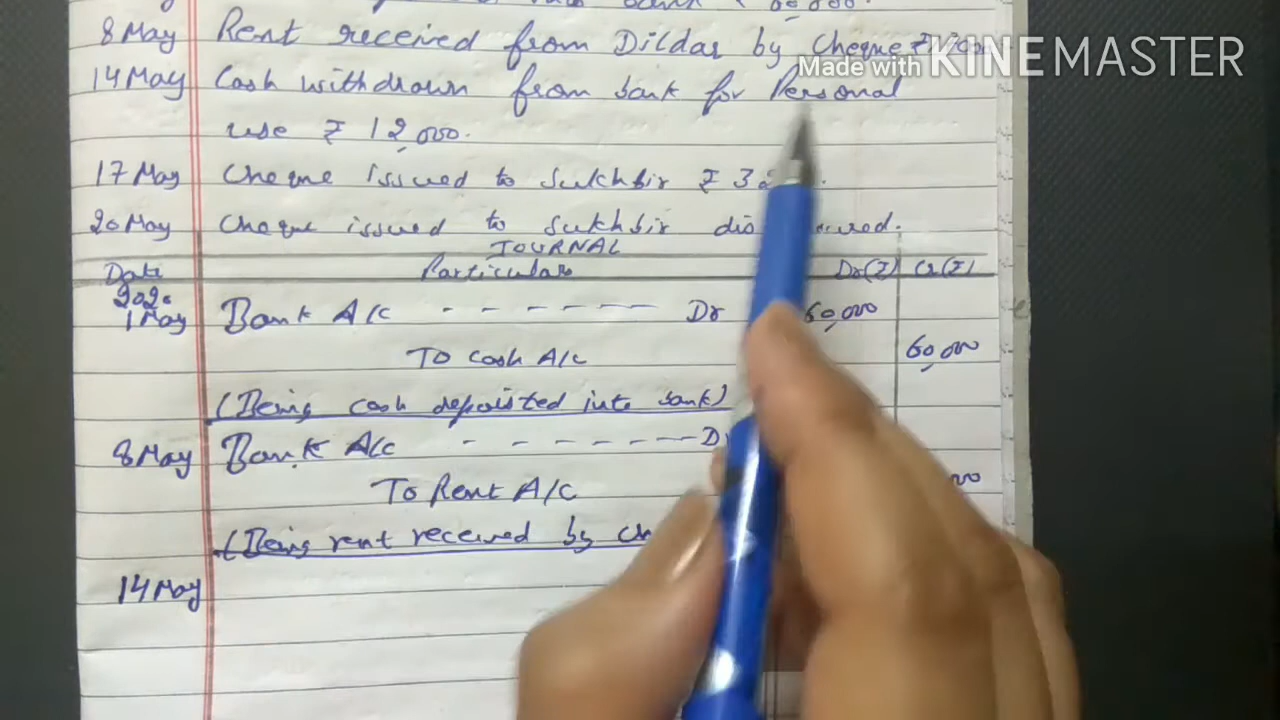 8 May Rent received from Dildar by Cheque ₹
Made with KINEMASTER
14 May Cash withdrawn from bank for Personal
use ₹ 12,000.
17 May Cheque issued to Sukhbir ₹ 3
20 May Cheque issued to Sukhbir
JOURNAL
Date Particulars Dr(₹) Cr(₹)
2020
1 May Bank A/c Dr 60,000
To Cash A/c 60,000
(Being cash deposited into bank)
8 May Bank A/c
To Rent A/c
(Being rent received by
14 May